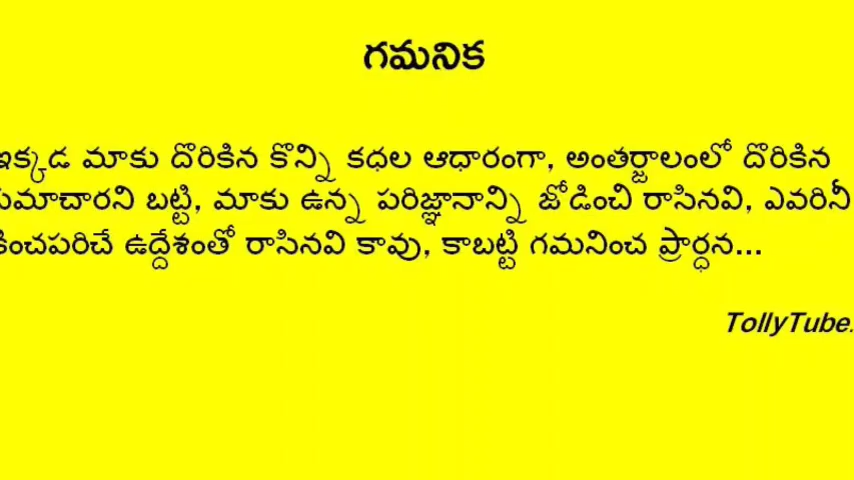 గమనిక
ఇక్కడ మాకు దొరికిన కొన్ని కధల ఆధారంగా, అంతర్జాలంలో దొరికిన
సమాచారని బట్టి, మాకు ఉన్న పరిజ్ఞానాన్ని జోడించి రాసినవి, ఎవరినీ
కించపరిచే ఉద్దేశంతో రాసినవి కావు, కాబట్టి గమనించ ప్రార్ధన...
TollyTube.